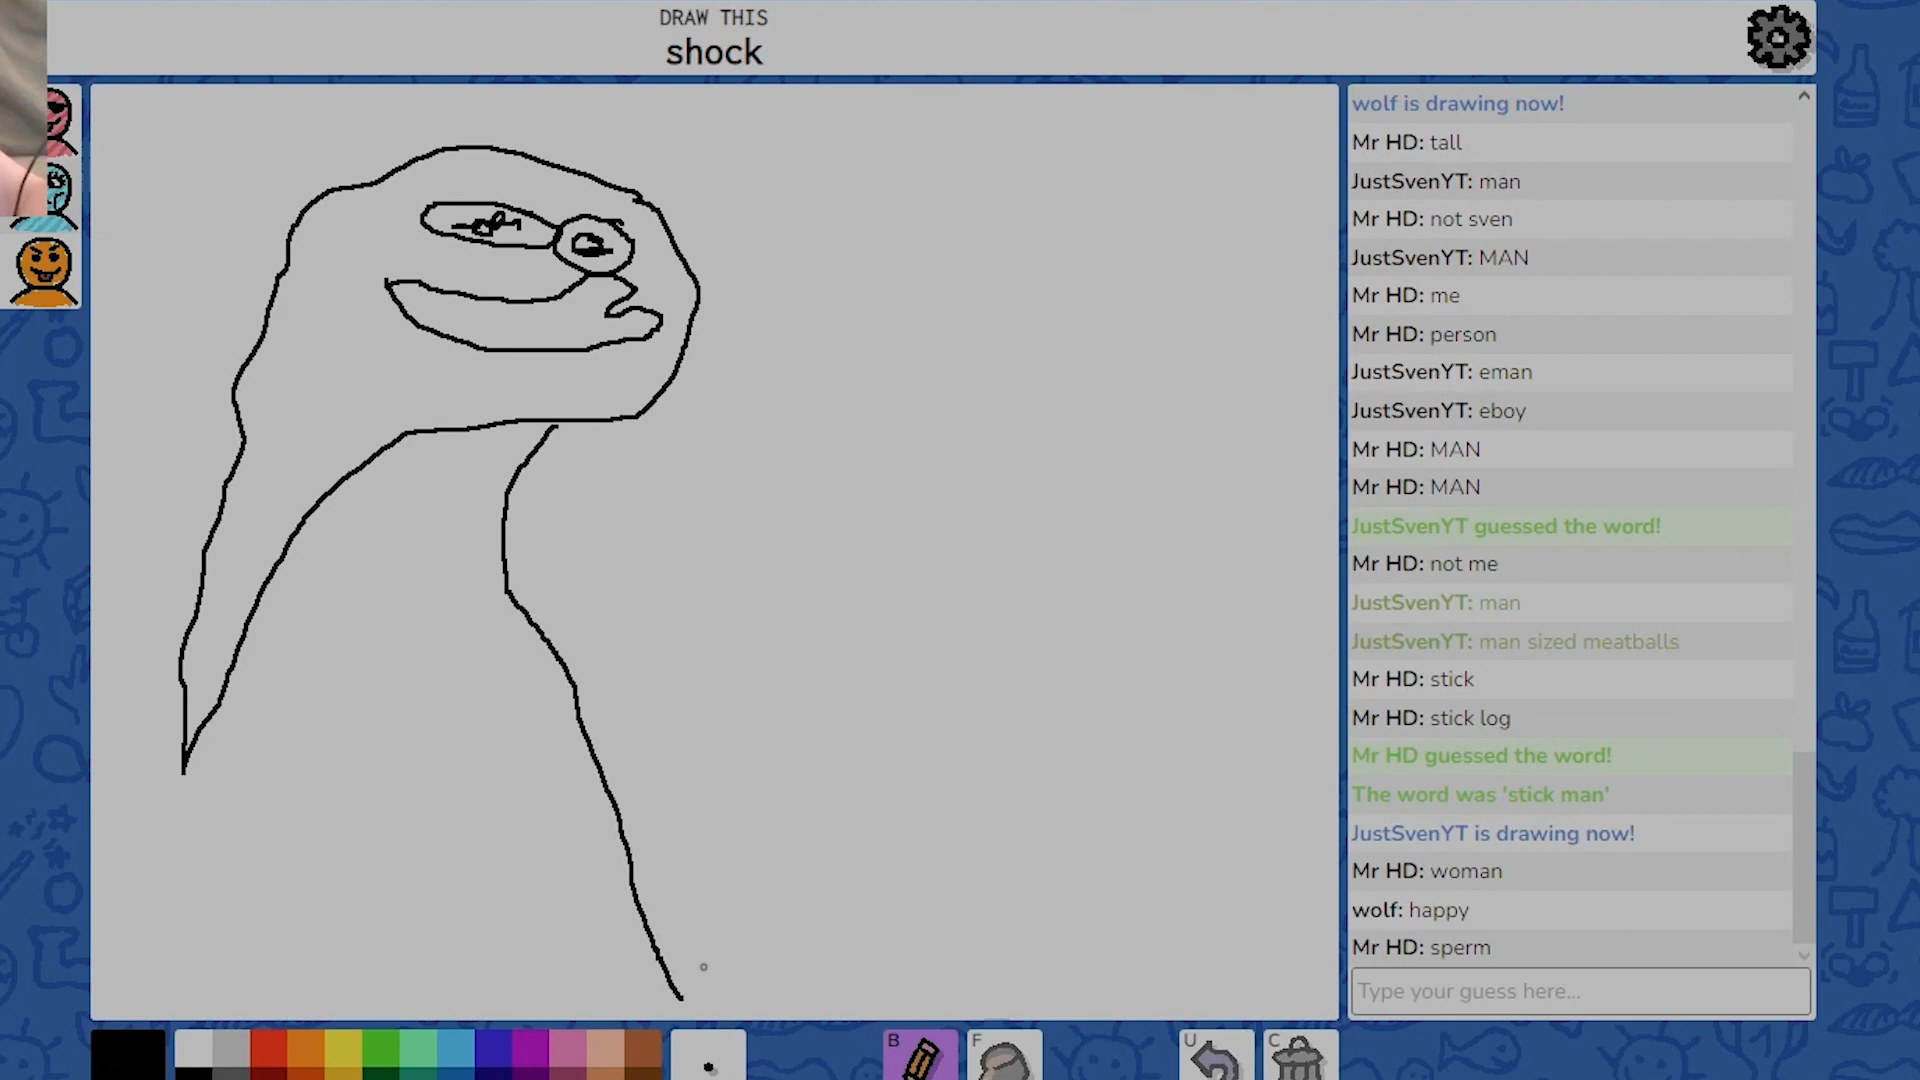 DRAW THIS
shock
wolf is drawing now!
Mr HD: tall
JustSvenYT: man
Mr HD: not sven
JustSvenYT: MAN
Mr HD: me
Mr HD: person
JustSvenYT: eman
JustSvenYT: eboy
Mr HD: MAN
Mr HD: MAN
JustSvenYT guessed the word!
Mr HD: not me
JustSvenYT: man
JustSvenYT: man sized meatballs
Mr HD: stick
Mr HD: stick log
Mr HD guessed the word!
The word was 'stick man'
JustSvenYT is drawing now!
Mr HD: woman
wolf: happy
Mr HD: sperm
Type your guess here...
B
F
U
C